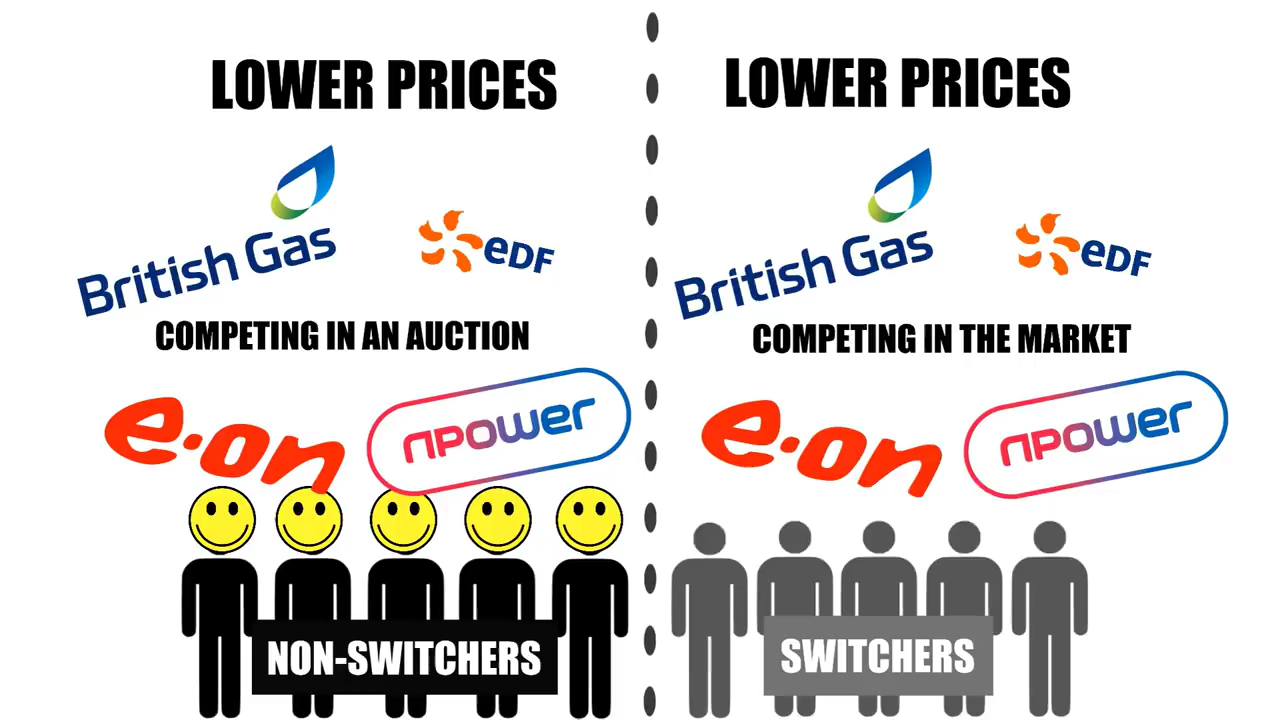 LOWER PRICES
British Gas
eDF
COMPETING IN AN AUCTION
e·on
npower
NON-SWITCHERS
LOWER PRICES
British Gas
eDF
COMPETING IN THE MARKET
e·on
npower
SWITCHERS